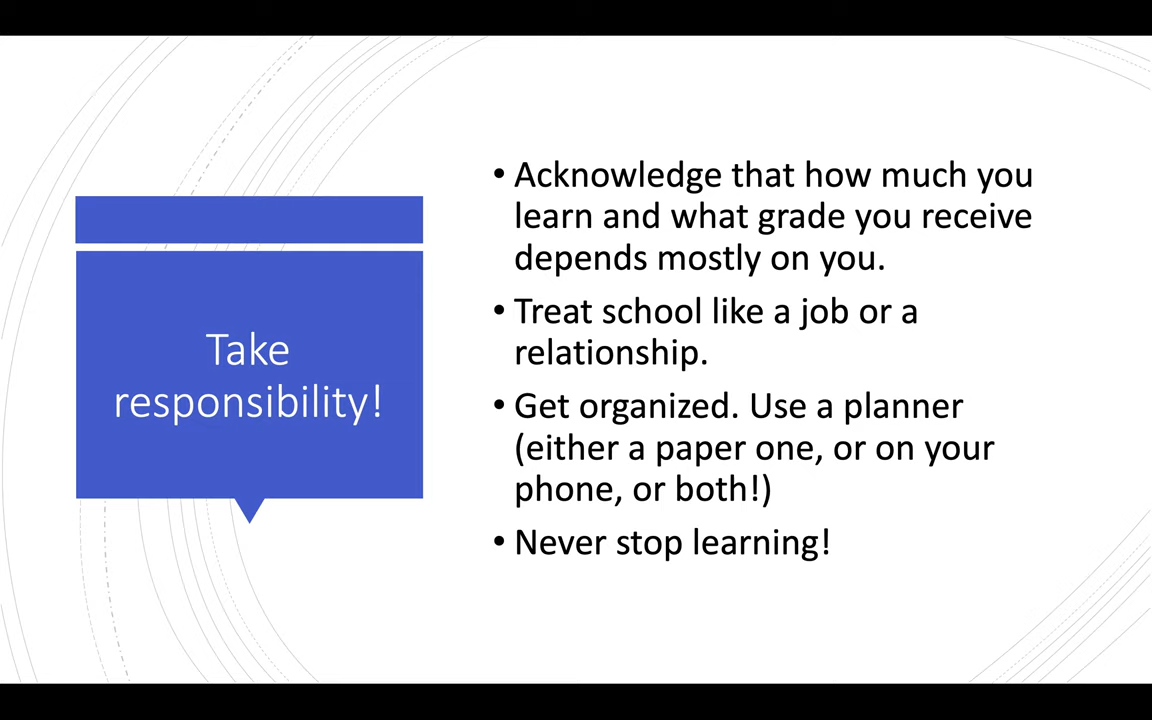 Take
responsibility!
• Acknowledge that how much you
learn and what grade you receive
depends mostly on you.
• Treat school like a job or a
relationship.
• Get organized. Use a planner
(either a paper one, or on your
phone, or both!)
• Never stop learning!